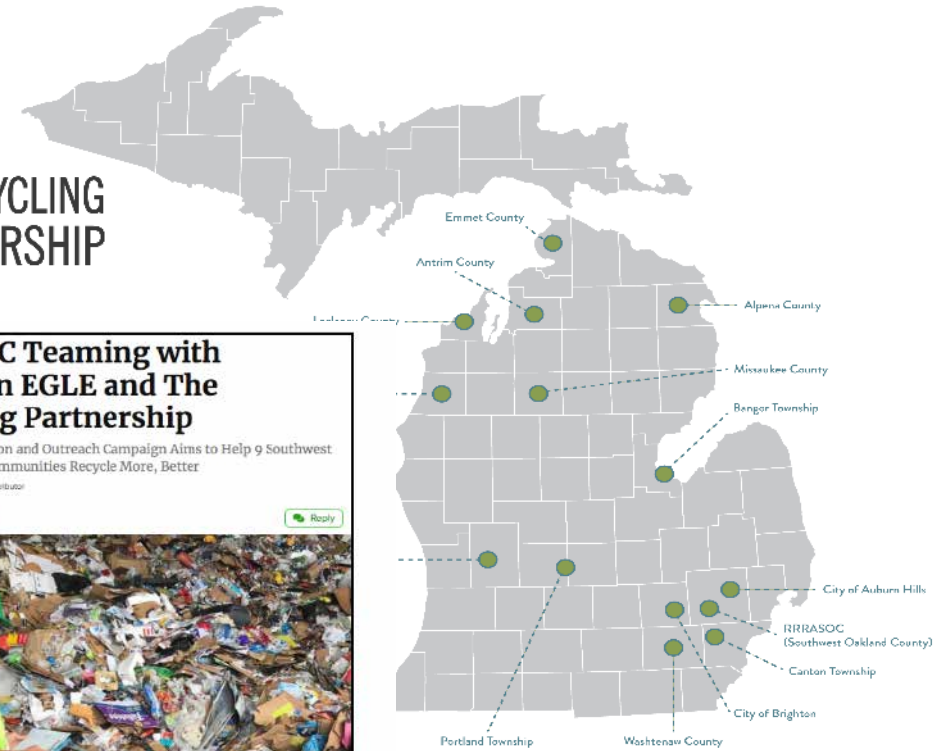 YCLING
RSHIP
Emmet County
Antrim County
Alpena County
Missaukee County
Bangor Township
C Teaming with
n EGLE and The
g Partnership
on and Outreach Campaign Aims to Help 9 Southwest
mmunities Recycle More, Better
Reply
City of Auburn Hills
RRRASOC
(Southwest Oakland County)
Canton Township
City of Brighton
Portland Township
Washtenaw County